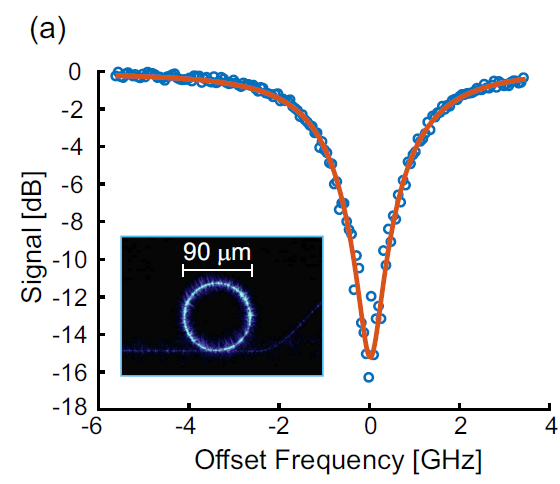 (a)
0
-2
-4
-6
-8
-10
-12
-14
-16
-18
Signal [dB]
90 μm
-6 -4 -2 0 2 4
Offset Frequency [GHz]